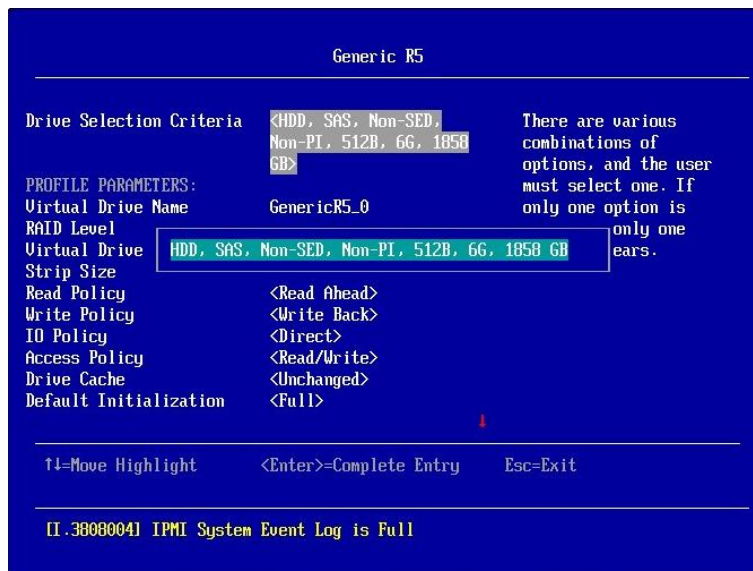 Generic R5
Drive Selection Criteria <HDD, SAS, Non-SED, Non-PI, 512B, 6G, 1858 GB>
There are various combinations of options, and the user must select one. If only one option is
only one
ears.
PROFILE PARAMETERS:
Virtual Drive Name GenericR5_0
RAID Level
Virtual Drive
HDD, SAS, Non-SED, Non-PI, 512B, 6G, 1858 GB
Strip Size
Read Policy <Read Ahead>
Write Policy <Write Back>
IO Policy <Direct>
Access Policy <Read/Write>
Drive Cache <Unchanged>
Default Initialization <Full>
↓
↑↓=Move Highlight <Enter>=Complete Entry Esc=Exit
[I.3808004] IPMI System Event Log is Full